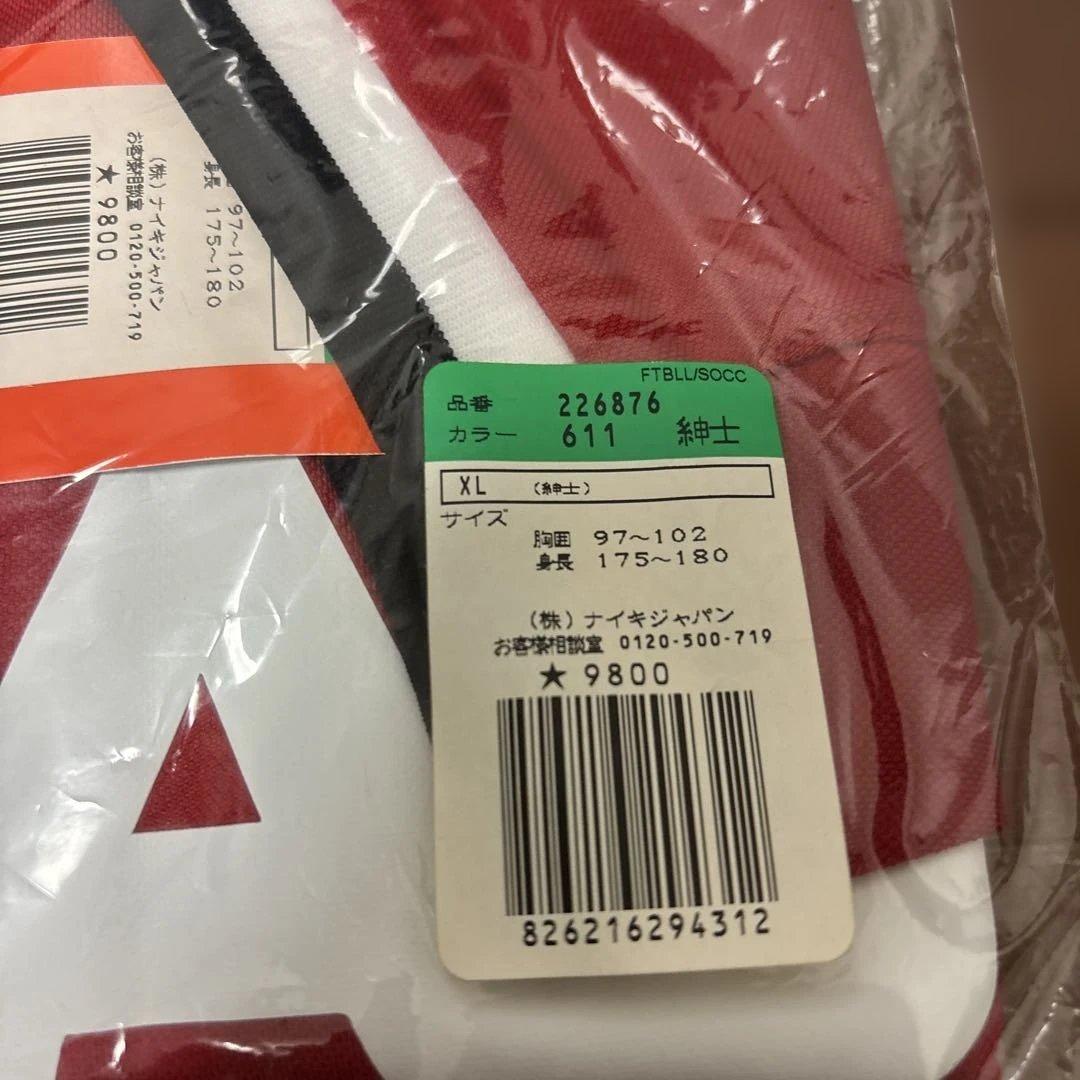 97〜102
身長 175〜180
(株)ナイキジャパン
お客様相談室 0120-500-719
★ 9800
FTBLL/SOCC
品番 226876
カラー 611 紳士
XL (紳士)
サイズ
胸囲 97〜102
身長 175〜180
(株)ナイキジャパン
お客様相談室 0120-500-719
★ 9800
826216294312
A